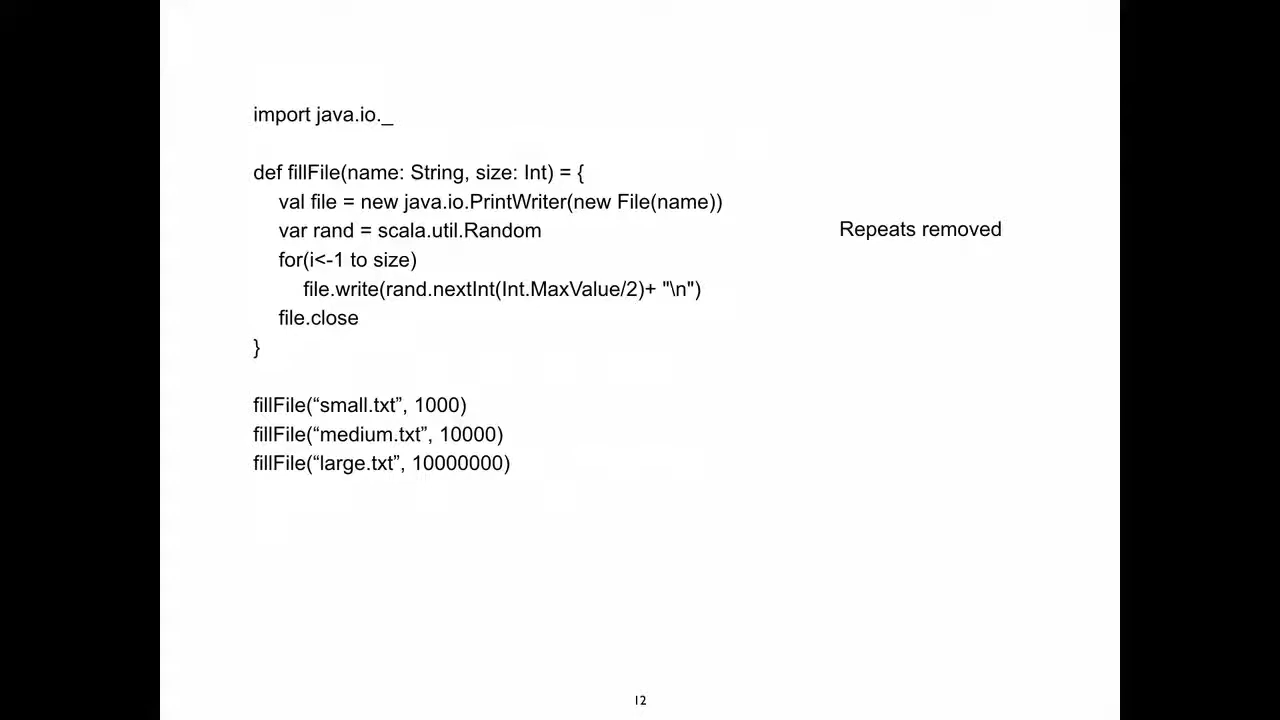 import java.io._
def fillFile(name: String, size: Int) = {
val file = new java.io.PrintWriter(new File(name))
var rand = scala.util.Random
Repeats removed
for(i<-1 to size)
file.write(rand.nextInt(Int.MaxValue/2)+ "\n")
file.close
}
fillFile(“small.txt”, 1000)
fillFile(“medium.txt”, 10000)
fillFile(“large.txt”, 10000000)
12